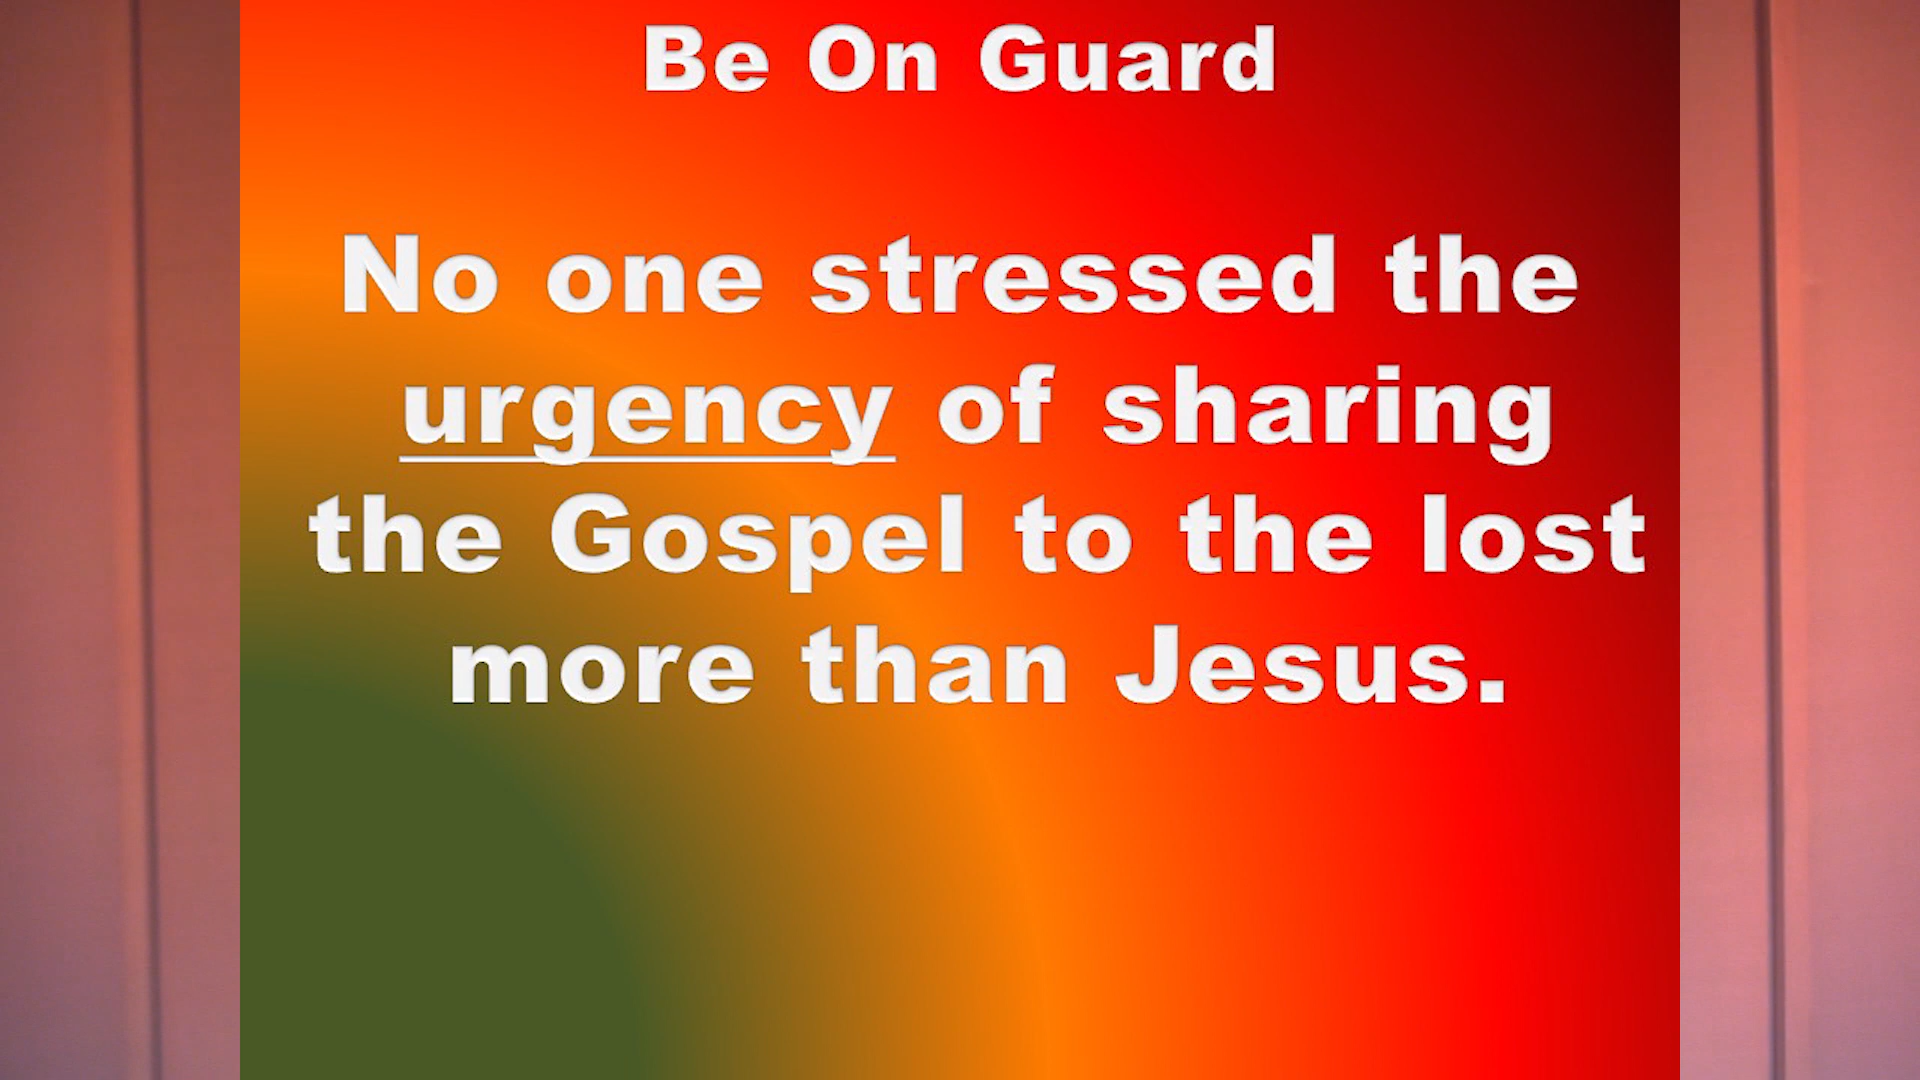 Be On Guard
No one stressed the
urgency of sharing
the Gospel to the lost
more than Jesus.